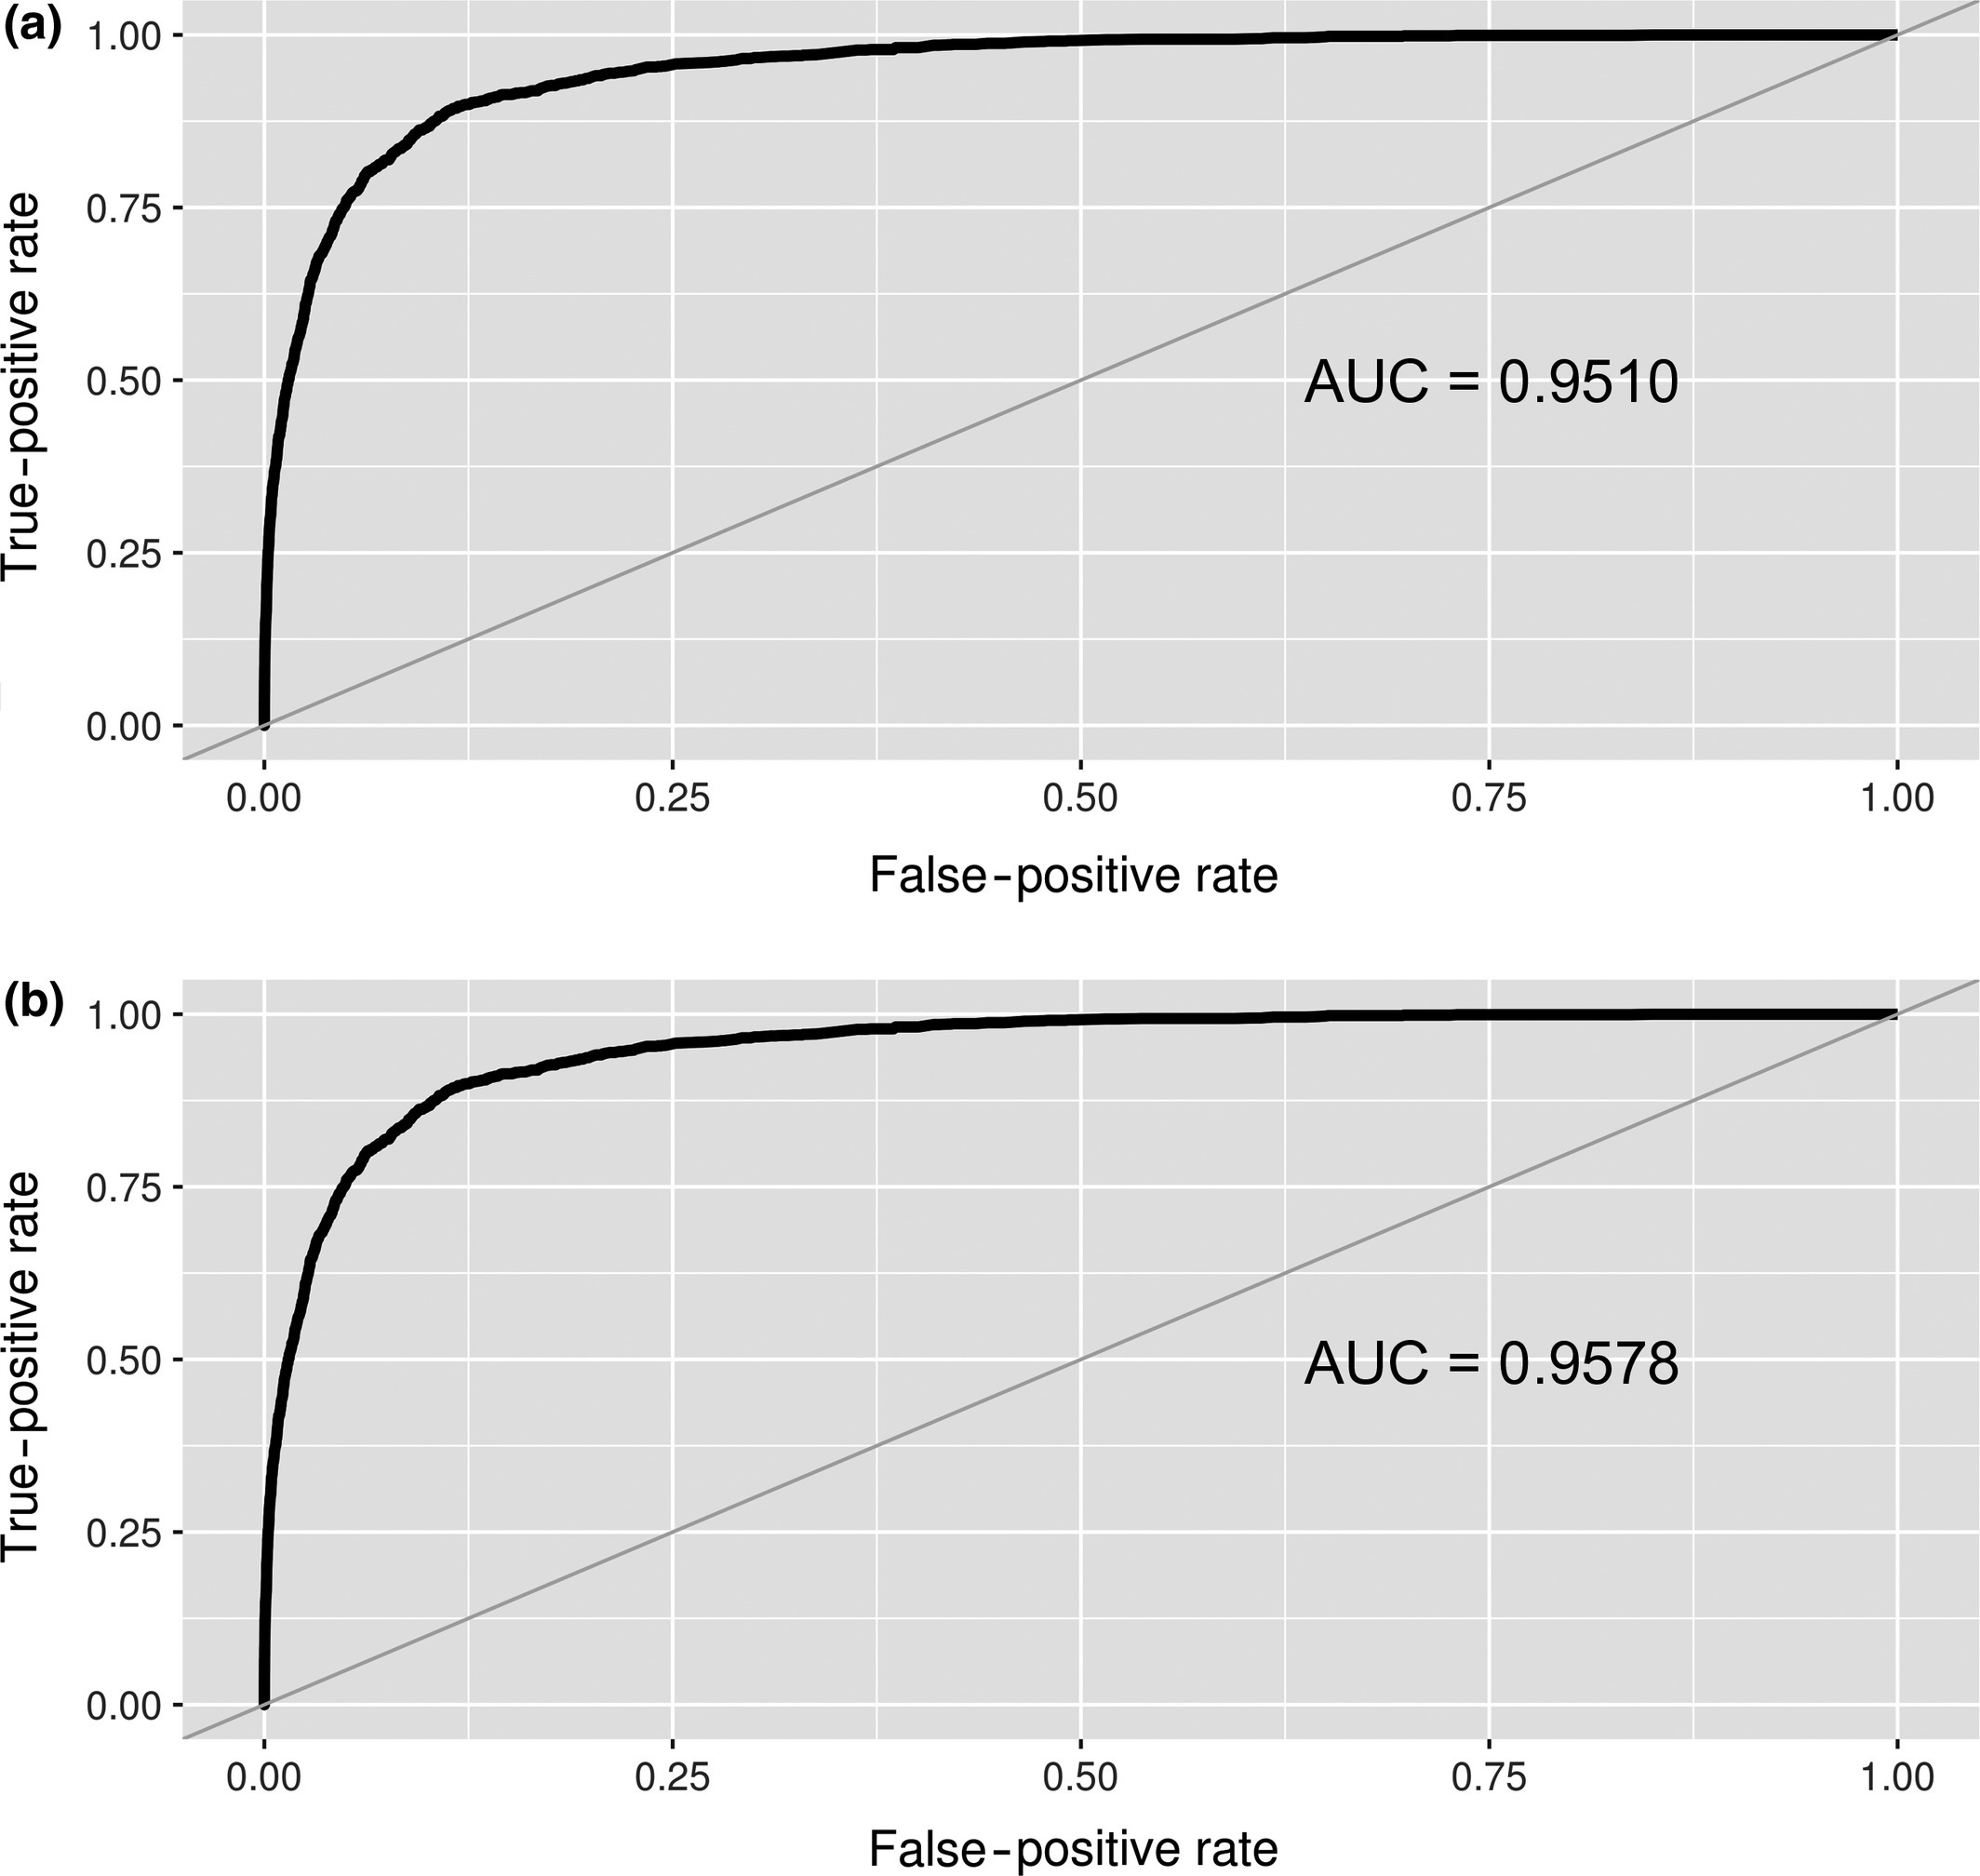 (a)
True-positive rate
1.00
0.75
0.50
0.25
0.00
AUC = 0.9510
0.00 0.25 0.50 0.75 1.00
False-positive rate
(b)
True-positive rate
1.00
0.75
0.50
0.25
0.00
AUC = 0.9578
0.00 0.25 0.50 0.75 1.00
False-positive rate